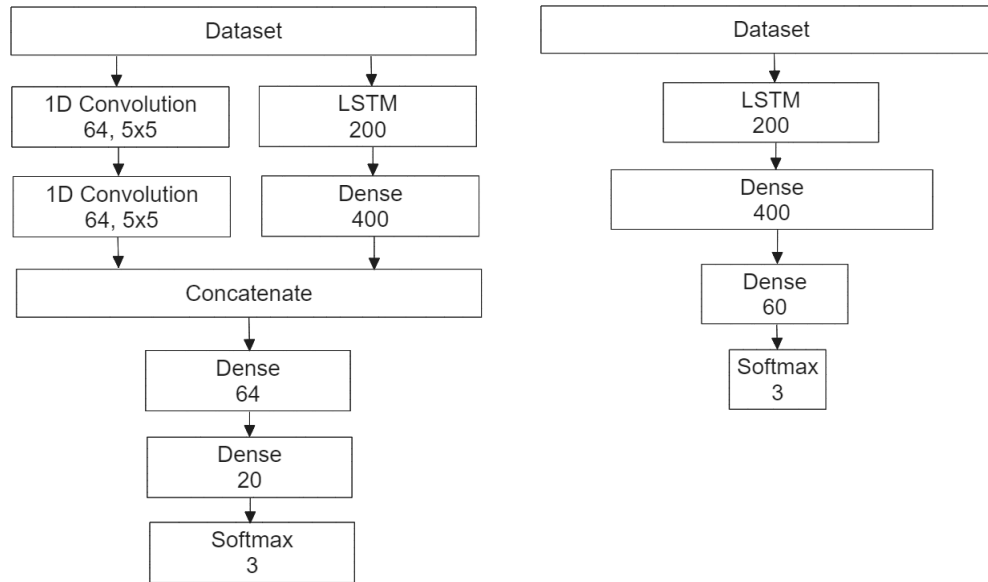 Dataset
1D Convolution
64, 5x5
1D Convolution
64, 5x5
LSTM
200
Dense
400
Concatenate
Dense
64
Dense
20
Softmax
3
Dataset
LSTM
200
Dense
400
Dense
60
Softmax
3